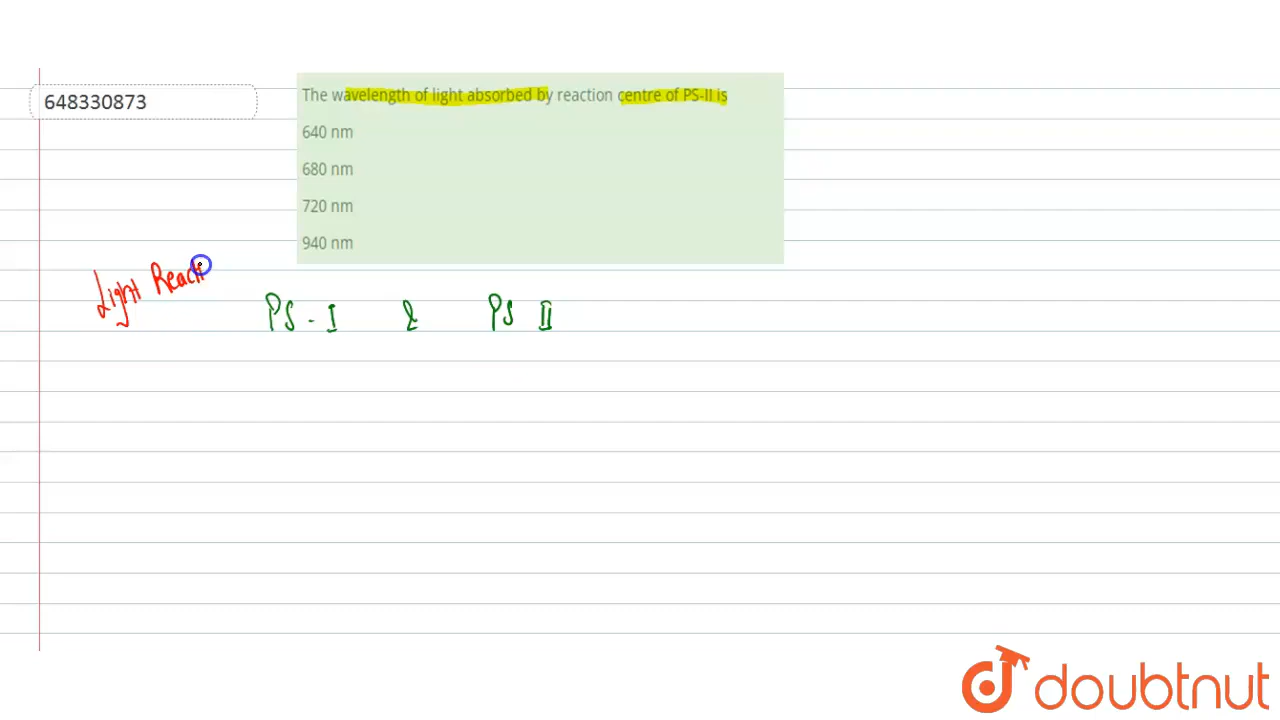 648330873
The wavelength of light absorbed by reaction centre of PS-II is
640 nm
680 nm
720 nm
940 nm
Light React
PS - I & PS II
doubtnut